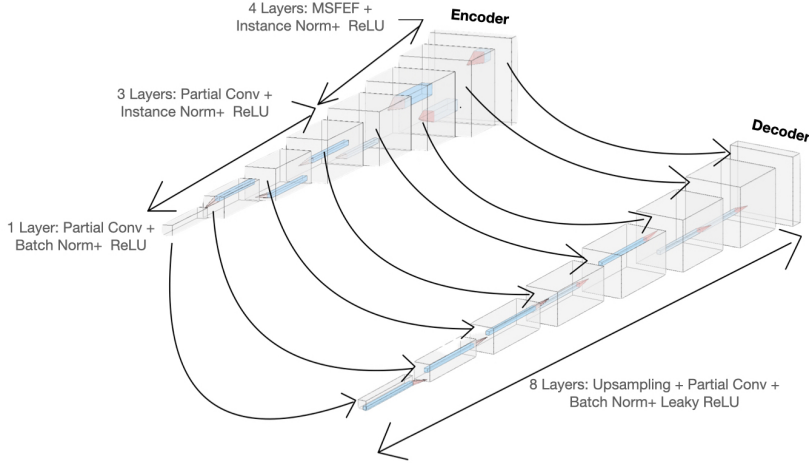 4 Layers: MSFEF +
Instance Norm+ ReLU
Encoder
3 Layers: Partial Conv +
Instance Norm+ ReLU
Decoder
1 Layer: Partial Conv +
Batch Norm+ ReLU
8 Layers: Upsampling + Partial Conv +
Batch Norm+ Leaky ReLU